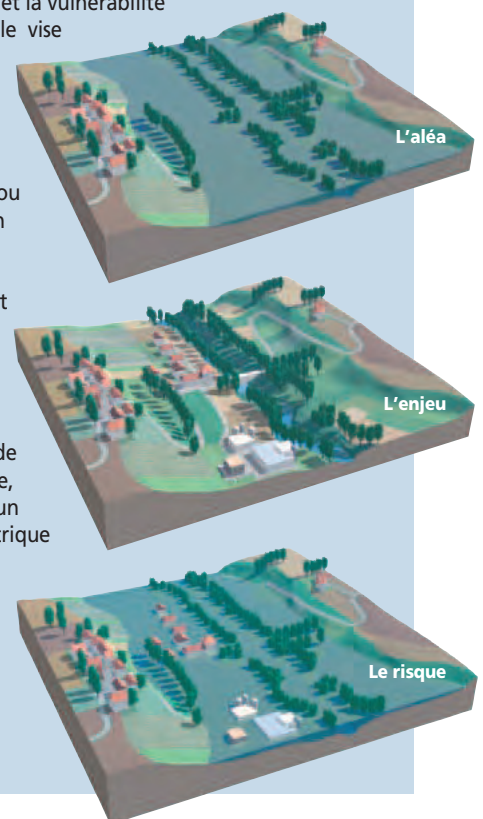 et la vulnérabilité
le vise
L'aléa
ou
n
t
L'enjeu
de
e,
un
trique
Le risque